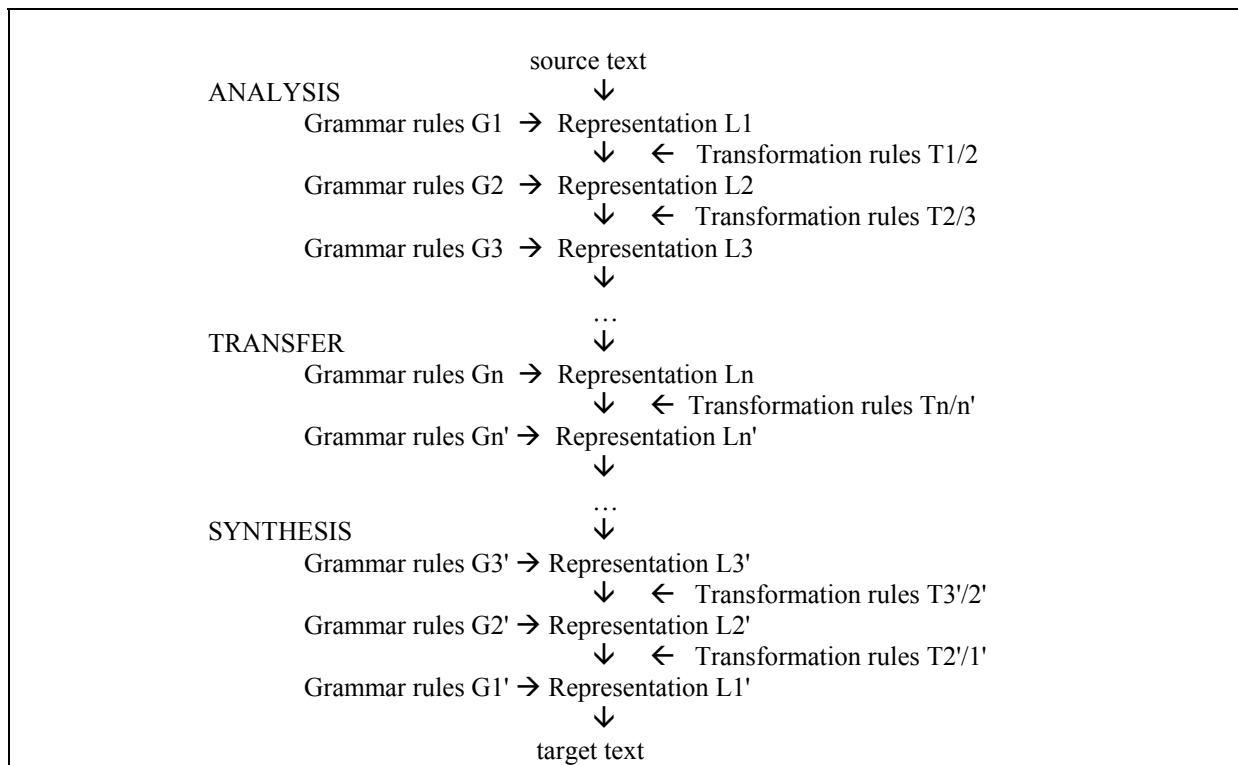 source text
↓
ANALYSIS
Grammar rules G1 → Representation L1
↓ ← Transformation rules T1/2
Grammar rules G2 → Representation L2
↓ ← Transformation rules T2/3
Grammar rules G3 → Representation L3
↓
…
↓
TRANSFER
Grammar rules Gn → Representation Ln
↓ ← Transformation rules Tn/n'
Grammar rules Gn' → Representation Ln'
↓
…
↓
SYNTHESIS
Grammar rules G3' → Representation L3'
↓ ← Transformation rules T3'/2'
Grammar rules G2' → Representation L2'
↓ ← Transformation rules T2'/1'
Grammar rules G1' → Representation L1'
↓
target text